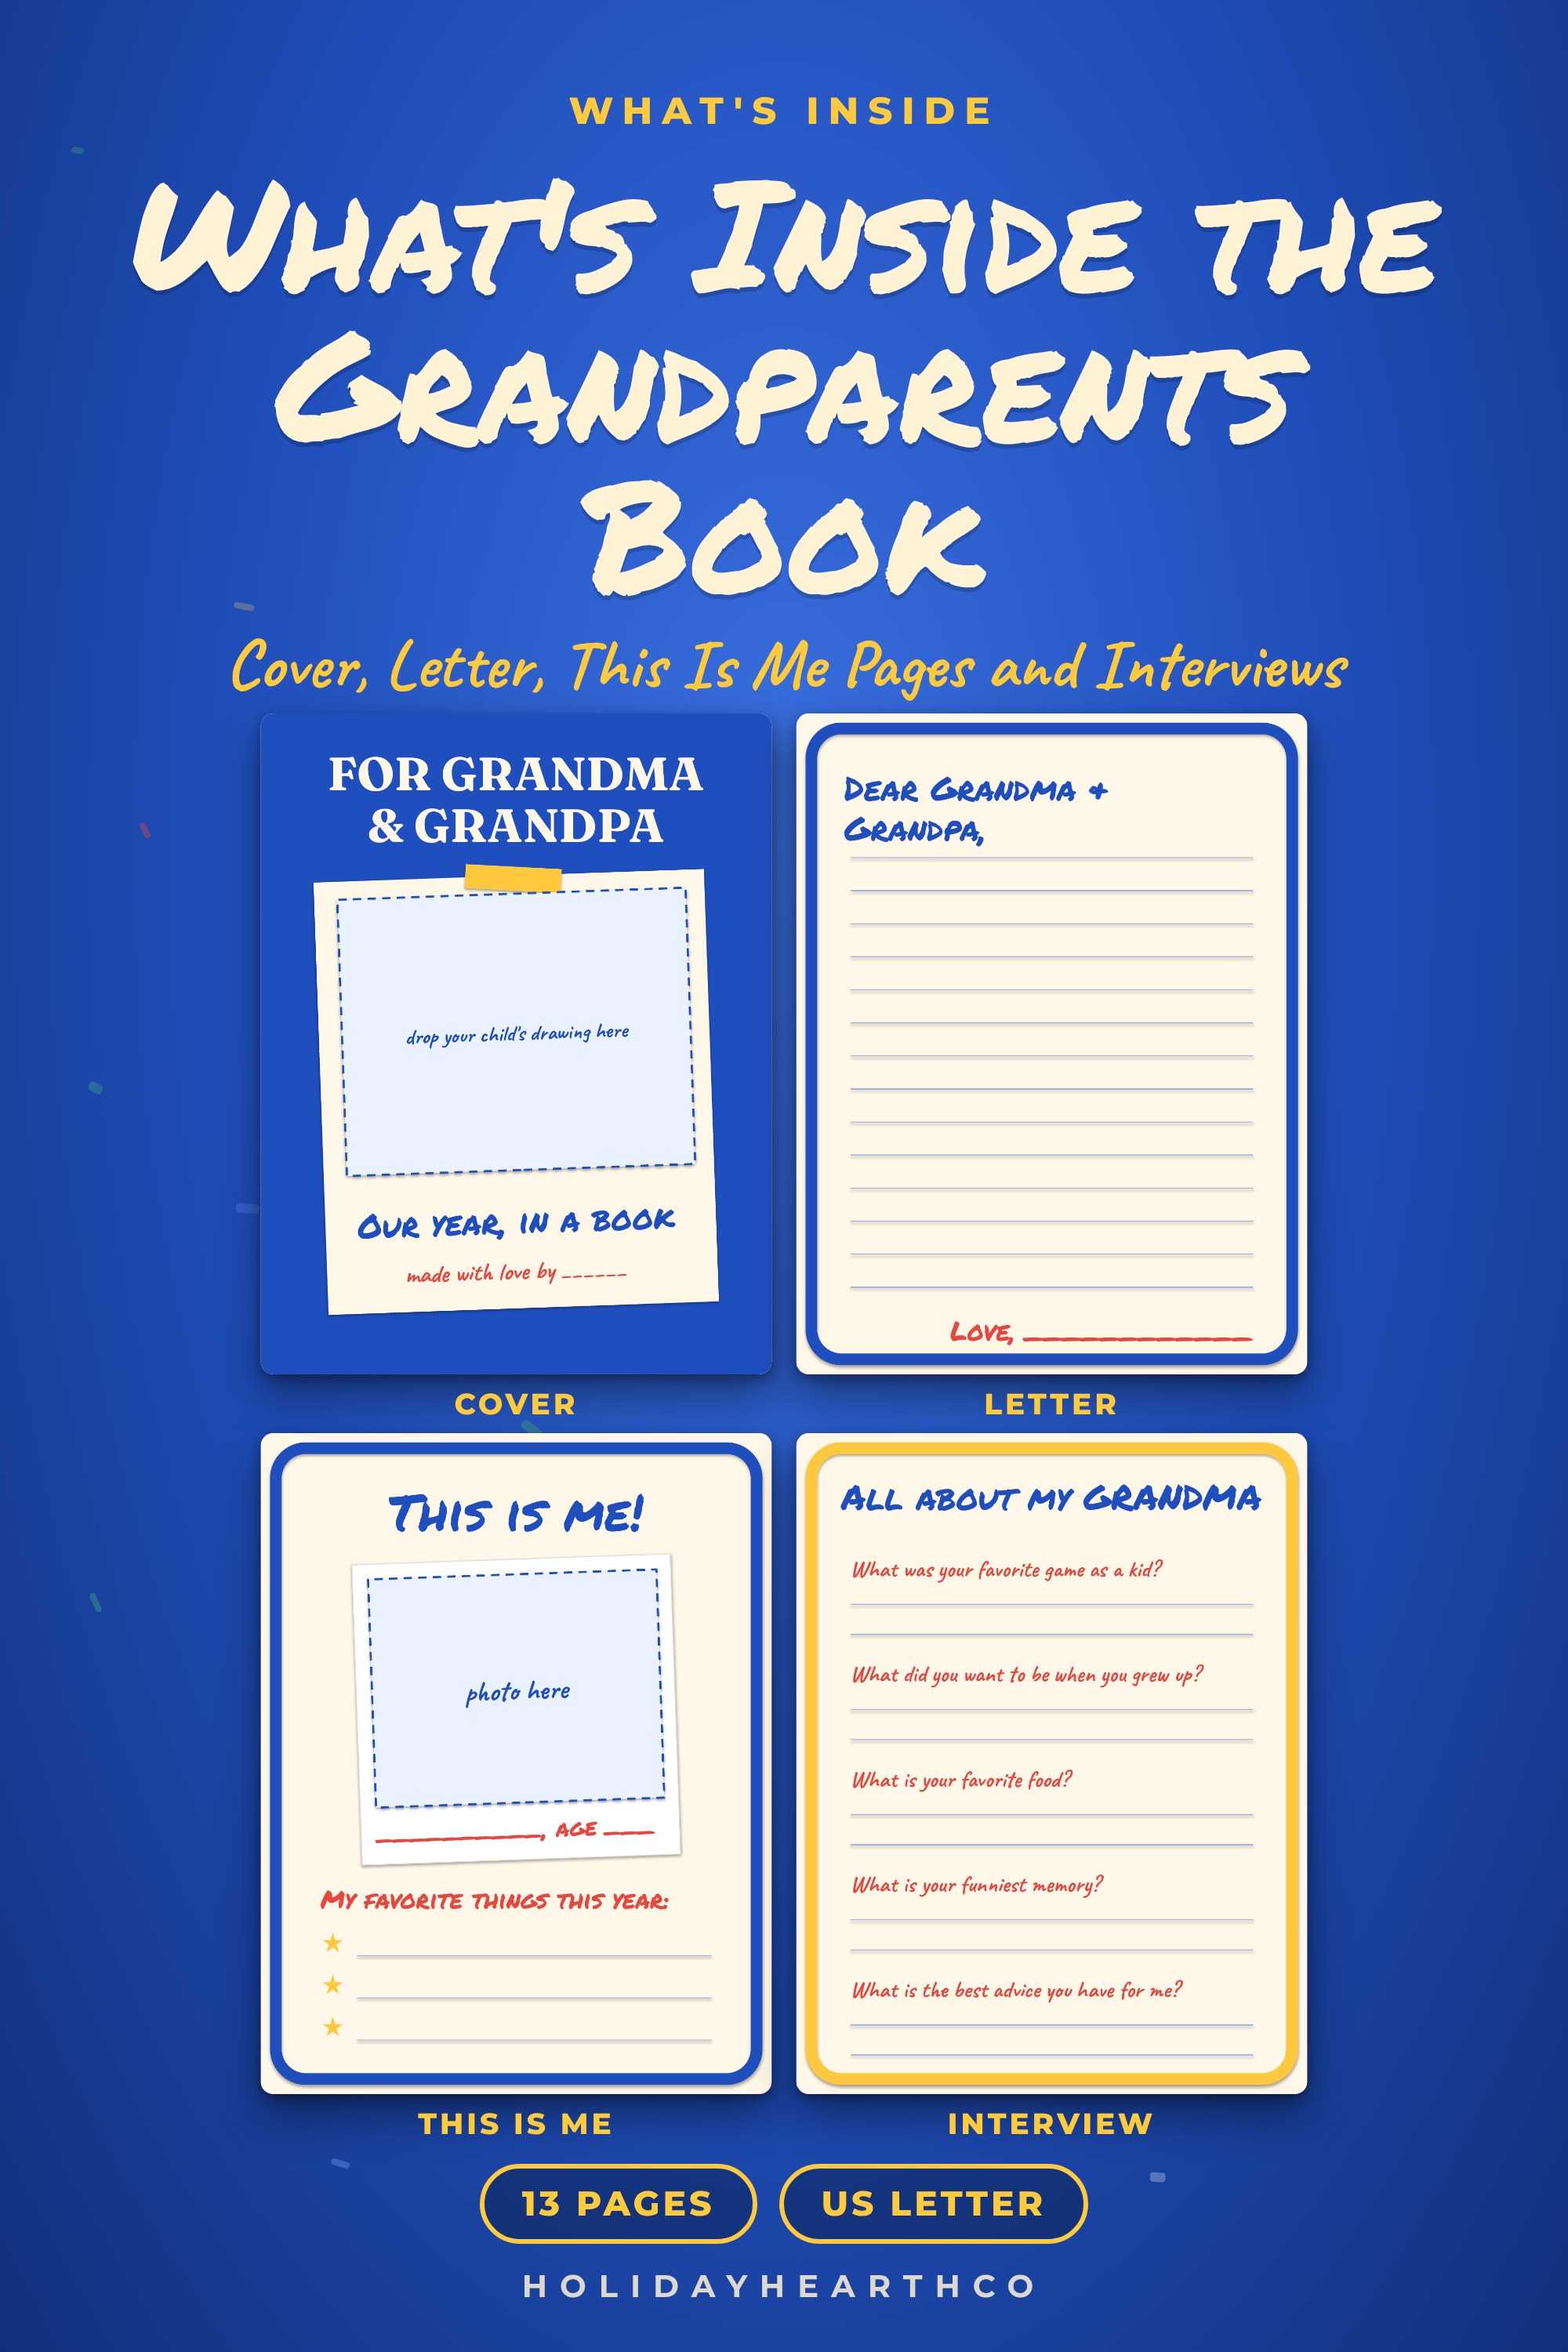 WHAT'S INSIDE
What's Inside the
Grandparents
Book
Cover, Letter, This Is Me Pages and Interviews
FOR GRANDMA
& GRANDPA
drop your child's drawing here
Our year, in a book
made with love by ______
COVER
Dear Grandma &
Grandpa,
Love, ______________
LETTER
This is me!
photo here
__________, age ___
My favorite things this year:
★
★
★
THIS IS ME
All about my GRANDMA
What was your favorite game as a kid?
What did you want to be when you grew up?
What is your favorite food?
What is your funniest memory?
What is the best advice you have for me?
INTERVIEW
13 PAGES
US LETTER
HOLIDAYHEARTHCO